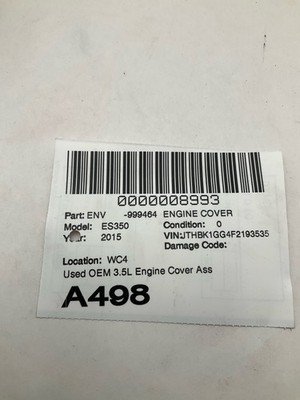 0000008993
Part: ENV -999464 ENGINE COVER
Model: ES350 Condition: 0
Year: 2015 VIN:JTHBK1GG4F2193535
Damage Code:
Location: WC4
Used OEM 3.5L Engine Cover Ass
A498